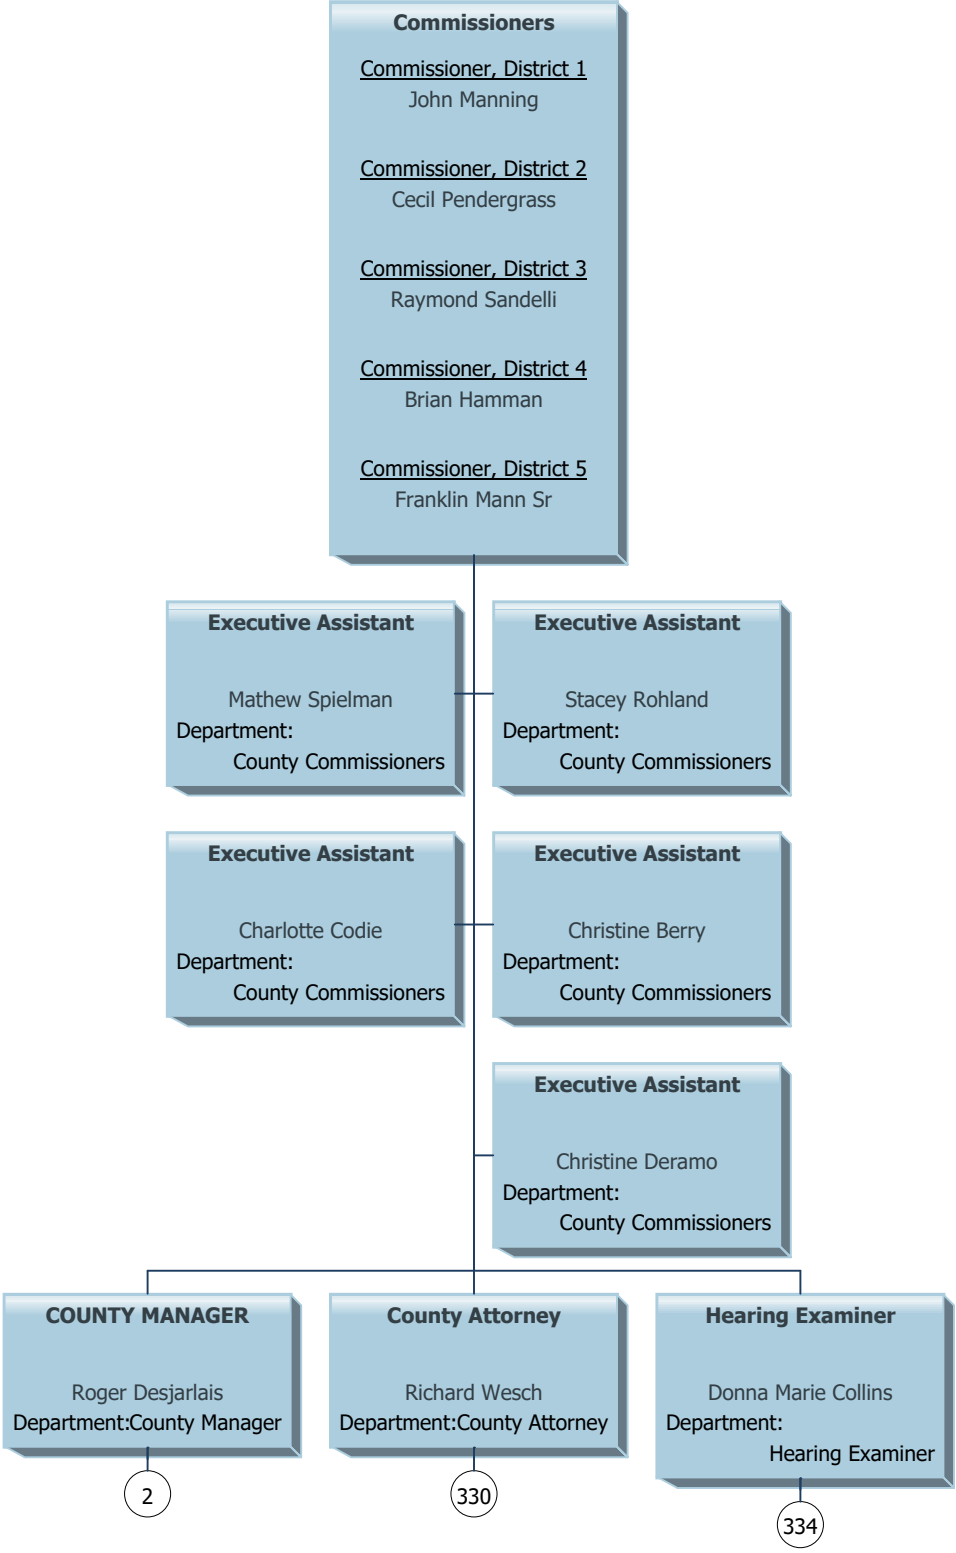 Commissioners
Commissioner, District 1
John Manning
Commissioner, District 2
Cecil Pendergrass
Commissioner, District 3
Raymond Sandelli
Commissioner, District 4
Brian Hamman
Commissioner, District 5
Franklin Mann Sr
Executive Assistant
Mathew Spielman
Department:
County Commissioners
Executive Assistant
Stacey Rohland
Department:
County Commissioners
Executive Assistant
Charlotte Codie
Department:
County Commissioners
Executive Assistant
Christine Berry
Department:
County Commissioners
Executive Assistant
Christine Deramo
Department:
County Commissioners
COUNTY MANAGER
Roger Desjarlais
Department:County Manager
2
County Attorney
Richard Wesch
Department:County Attorney
330
Hearing Examiner
Donna Marie Collins
Department:
Hearing Examiner
334